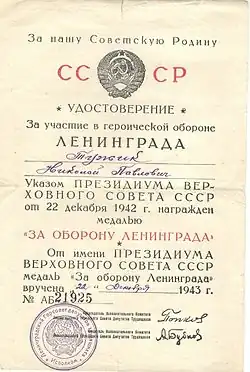 За нашу Советскую Родину
СССР
УДОСТОВЕРЕНИЕ
За участие в героической обороне
ЛЕНИНГРАДА
Николай Павлович
Указом ПРЕЗИДИУМА ВЕР-
ХОВНОГО СОВЕТА СССР
от 22 декабря 1942 г. награжден
медалью
«ЗА ОБОРОНУ ЛЕНИНГРАДА»
От имени ПРЕЗИДИУМА
ВЕРХОВНОГО СОВЕТА СССР
медаль «За оборону Ленинграда»
вручена „22" октября 1943 г.
№ АБ 21925
Попков